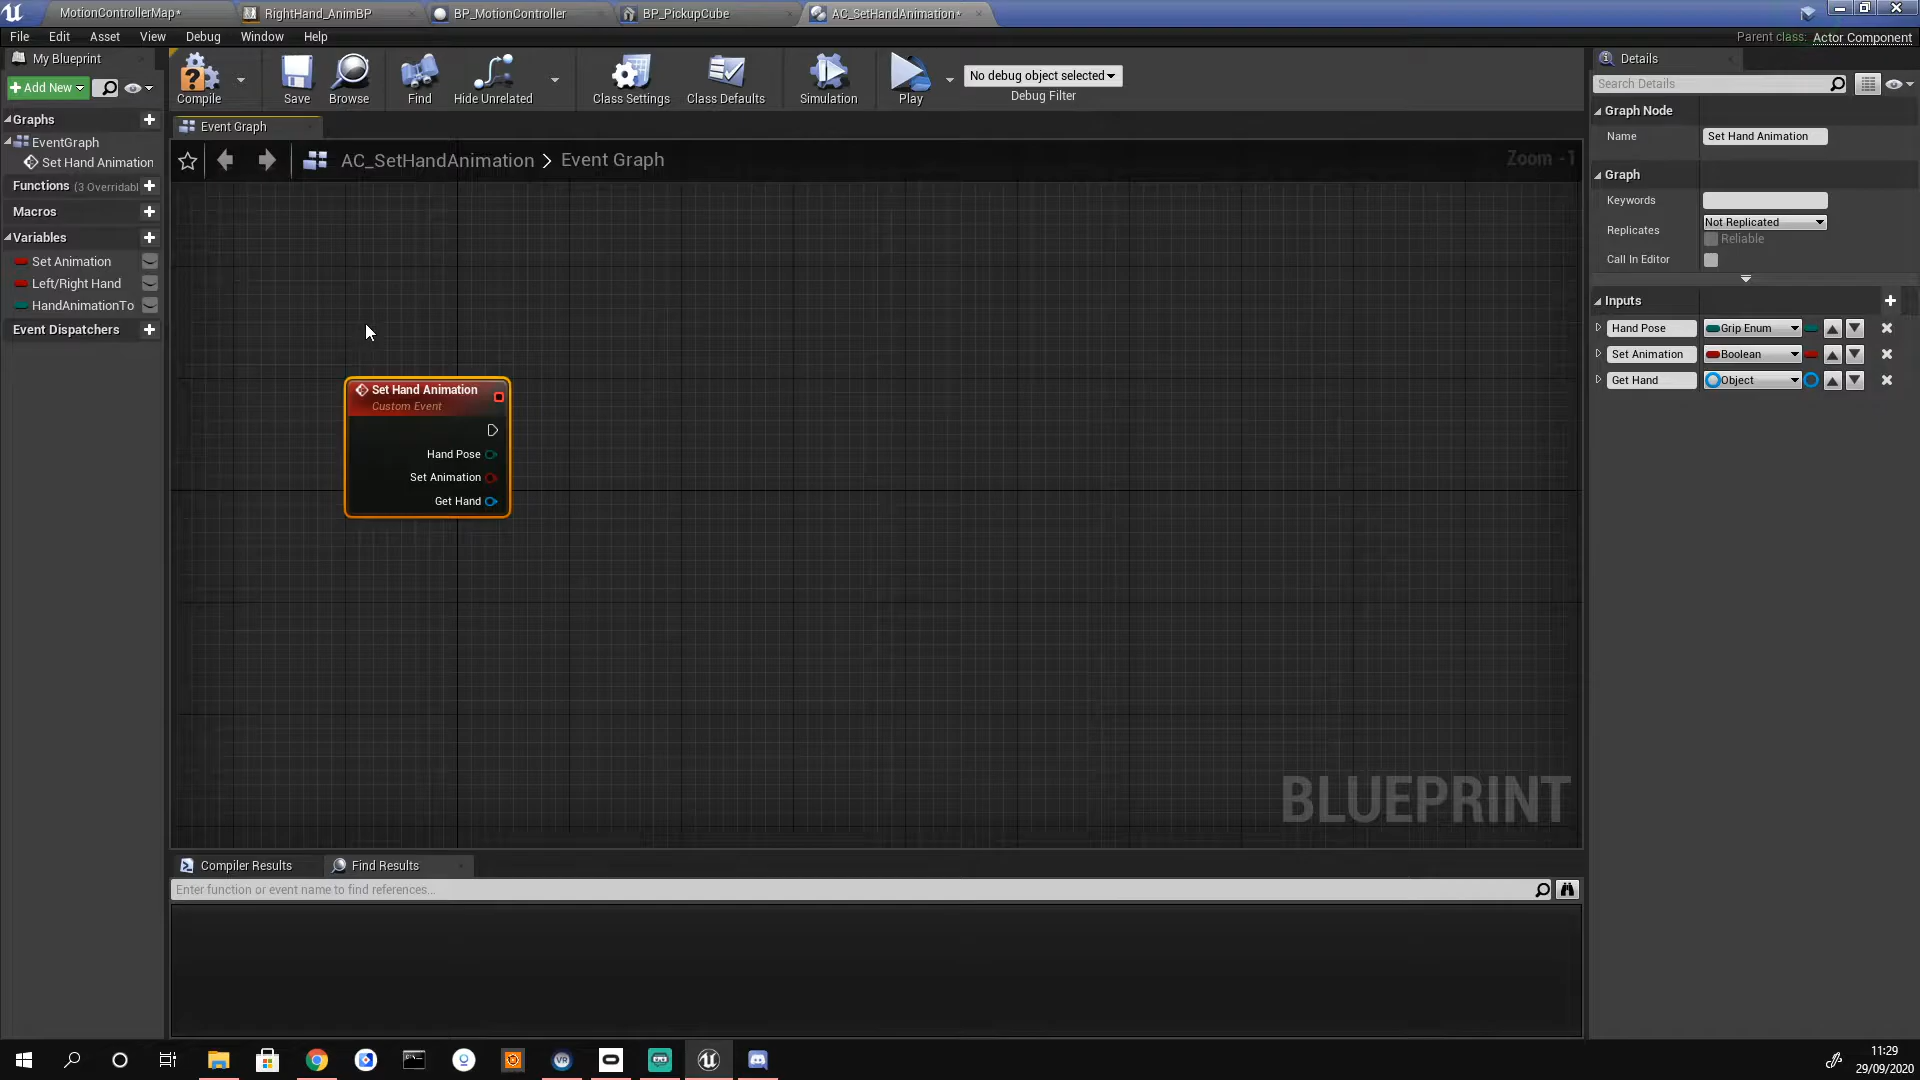 MotionControllerMap*
RightHand_AnimBP
BP_MotionController
BP_PickupCube
AC_SetHandAnimation*
File Edit Asset View Debug Window Help
Parent class: Actor Component
My Blueprint
Add New
Compile
Save
Browse
Find
Hide Unrelated
Class Settings
Class Defaults
Simulation
Play
No debug object selected
Debug Filter
Graphs
EventGraph
Set Hand Animation
Functions (3 Overridabl
Macros
Variables
Set Animation
Left/Right Hand
HandAnimationTo
Event Dispatchers
Event Graph
AC_SetHandAnimation > Event Graph
Zoom -1
Set Hand Animation
Custom Event
Hand Pose
Set Animation
Get Hand
BLUEPRINT
Compiler Results
Find Results
Enter function or event name to find references...
Details
Search Details
Graph Node
Name Set Hand Animation
Graph
Keywords
Replicates Not Replicated
Reliable
Call In Editor
Inputs
Hand Pose Grip Enum
Set Animation Boolean
Get Hand Object
11:29
29/09/2020